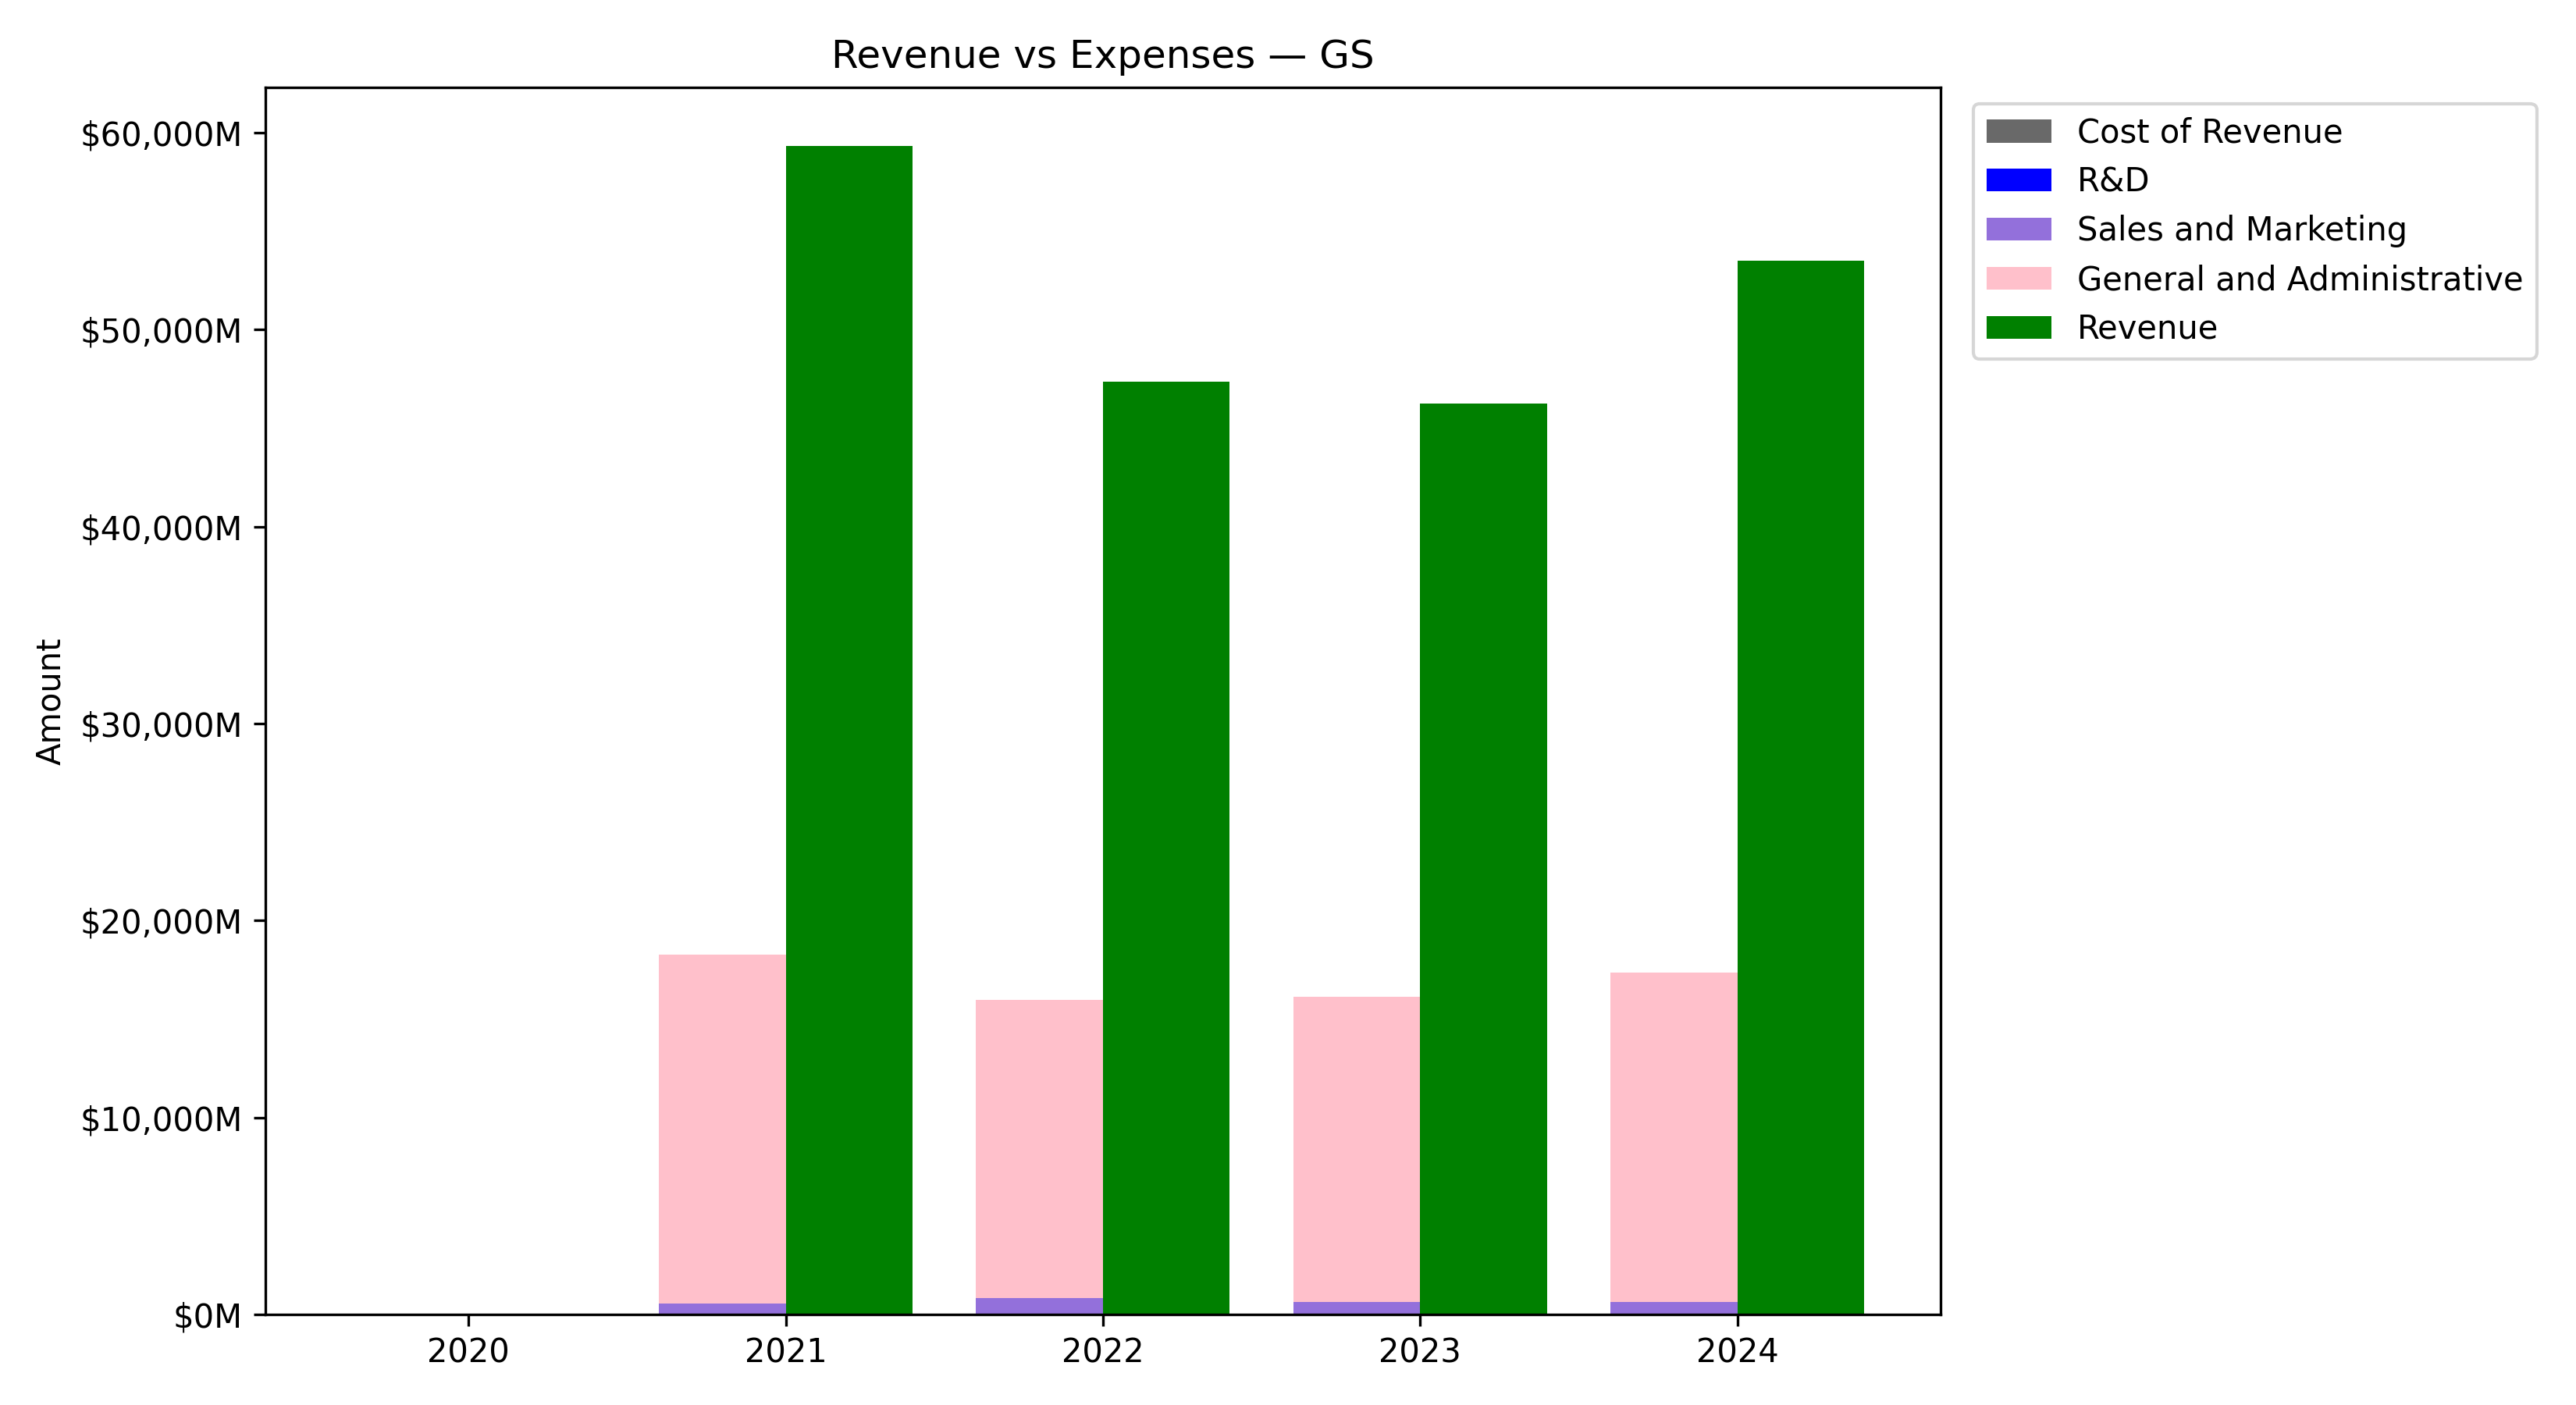 Revenue vs Expenses — GS
$60,000M
$50,000M
$40,000M
$30,000M
$20,000M
$10,000M
$0M
Amount
2020
2021
2022
2023
2024
Cost of Revenue
R&D
Sales and Marketing
General and Administrative
Revenue